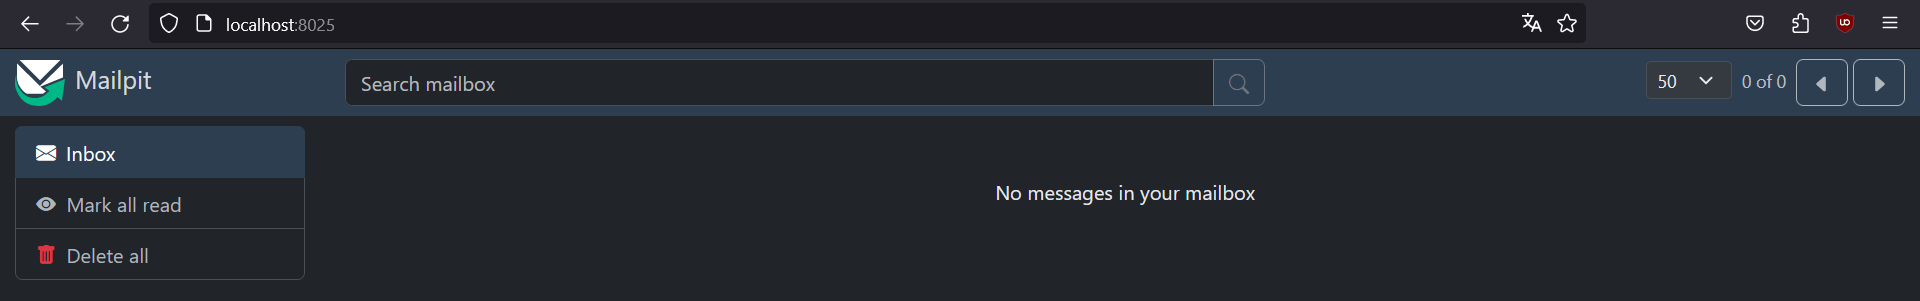 localhost:8025
Mailpit
Search mailbox
50
0 of 0
Inbox
Mark all read
Delete all
No messages in your mailbox